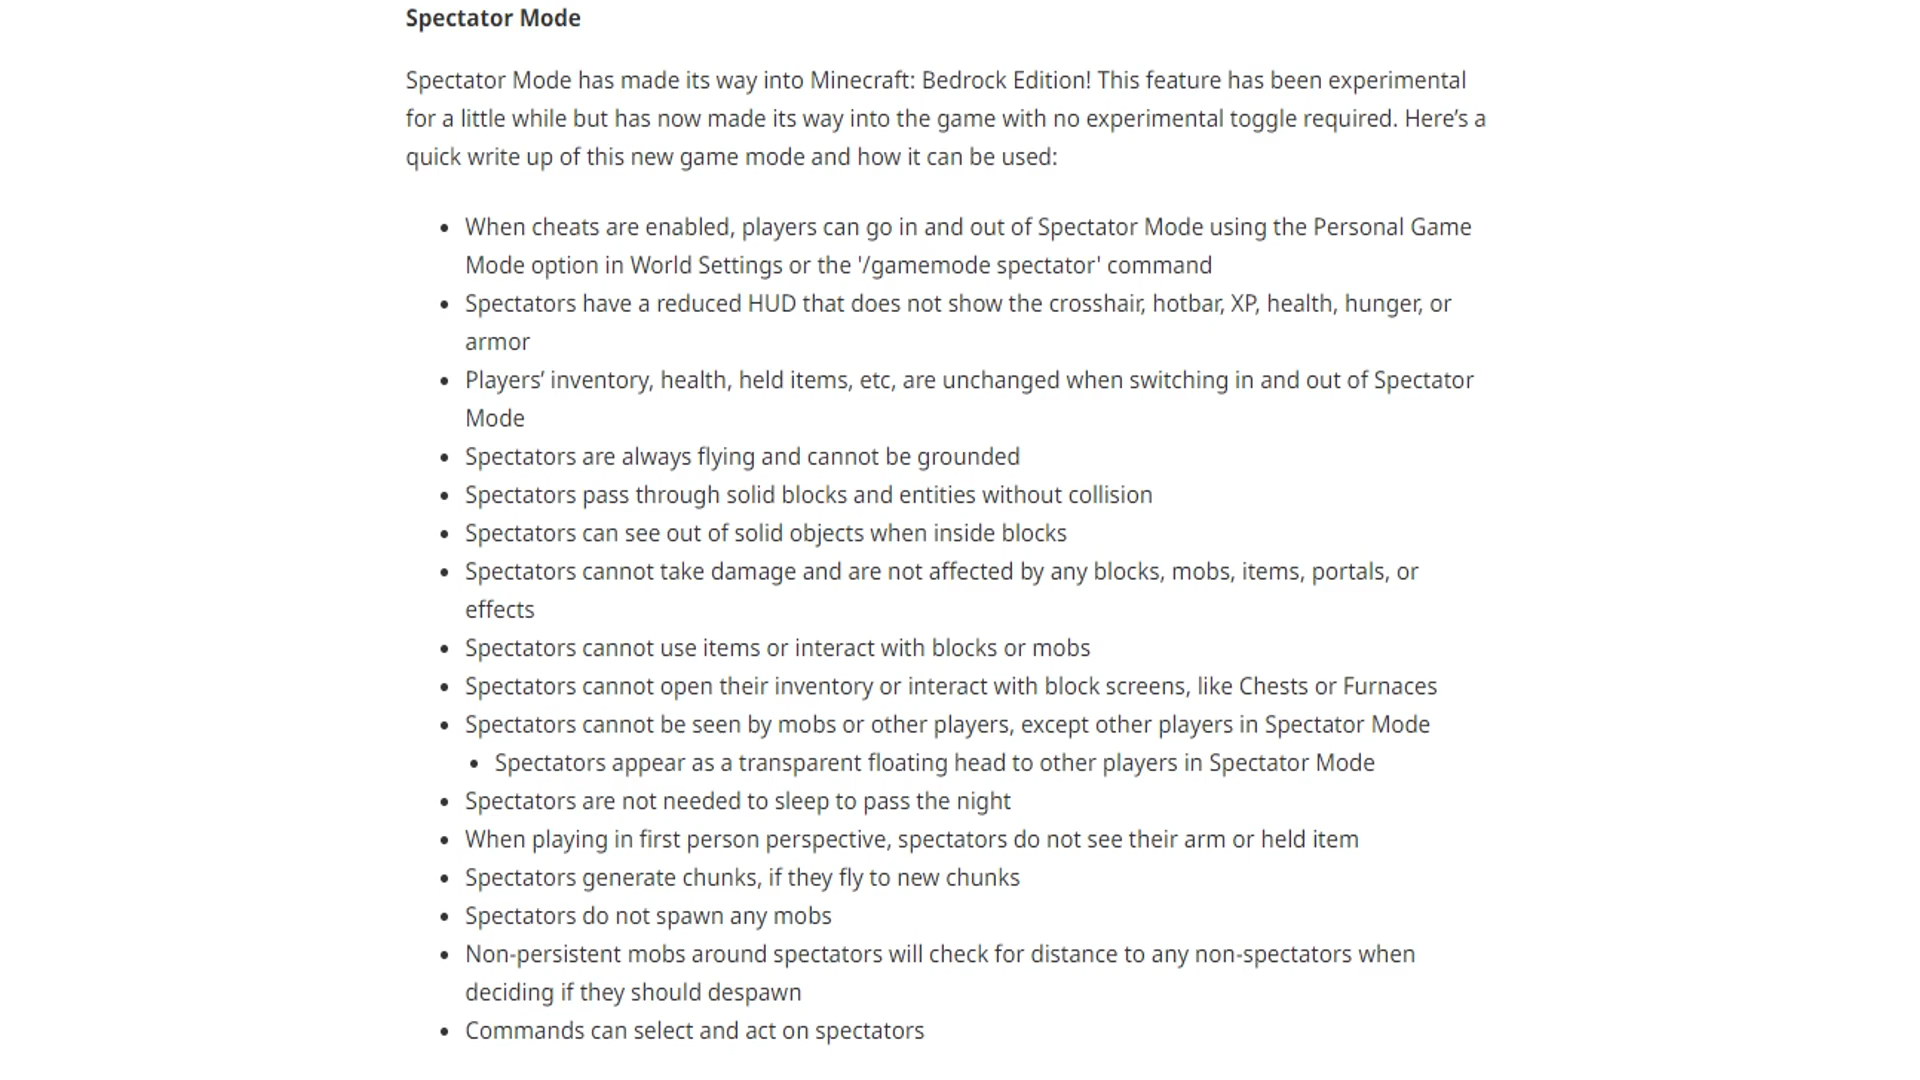 Spectator Mode
Spectator Mode has made its way into Minecraft: Bedrock Edition! This feature has been experimental
for a little while but has now made its way into the game with no experimental toggle required. Here’s a
quick write up of this new game mode and how it can be used:
• When cheats are enabled, players can go in and out of Spectator Mode using the Personal Game
Mode option in World Settings or the '/gamemode spectator' command
• Spectators have a reduced HUD that does not show the crosshair, hotbar, XP, health, hunger, or
armor
• Players’ inventory, health, held items, etc, are unchanged when switching in and out of Spectator
Mode
• Spectators are always flying and cannot be grounded
• Spectators pass through solid blocks and entities without collision
• Spectators can see out of solid objects when inside blocks
• Spectators cannot take damage and are not affected by any blocks, mobs, items, portals, or
effects
• Spectators cannot use items or interact with blocks or mobs
• Spectators cannot open their inventory or interact with block screens, like Chests or Furnaces
• Spectators cannot be seen by mobs or other players, except other players in Spectator Mode
• Spectators appear as a transparent floating head to other players in Spectator Mode
• Spectators are not needed to sleep to pass the night
• When playing in first person perspective, spectators do not see their arm or held item
• Spectators generate chunks, if they fly to new chunks
• Spectators do not spawn any mobs
• Non-persistent mobs around spectators will check for distance to any non-spectators when
deciding if they should despawn
• Commands can select and act on spectators